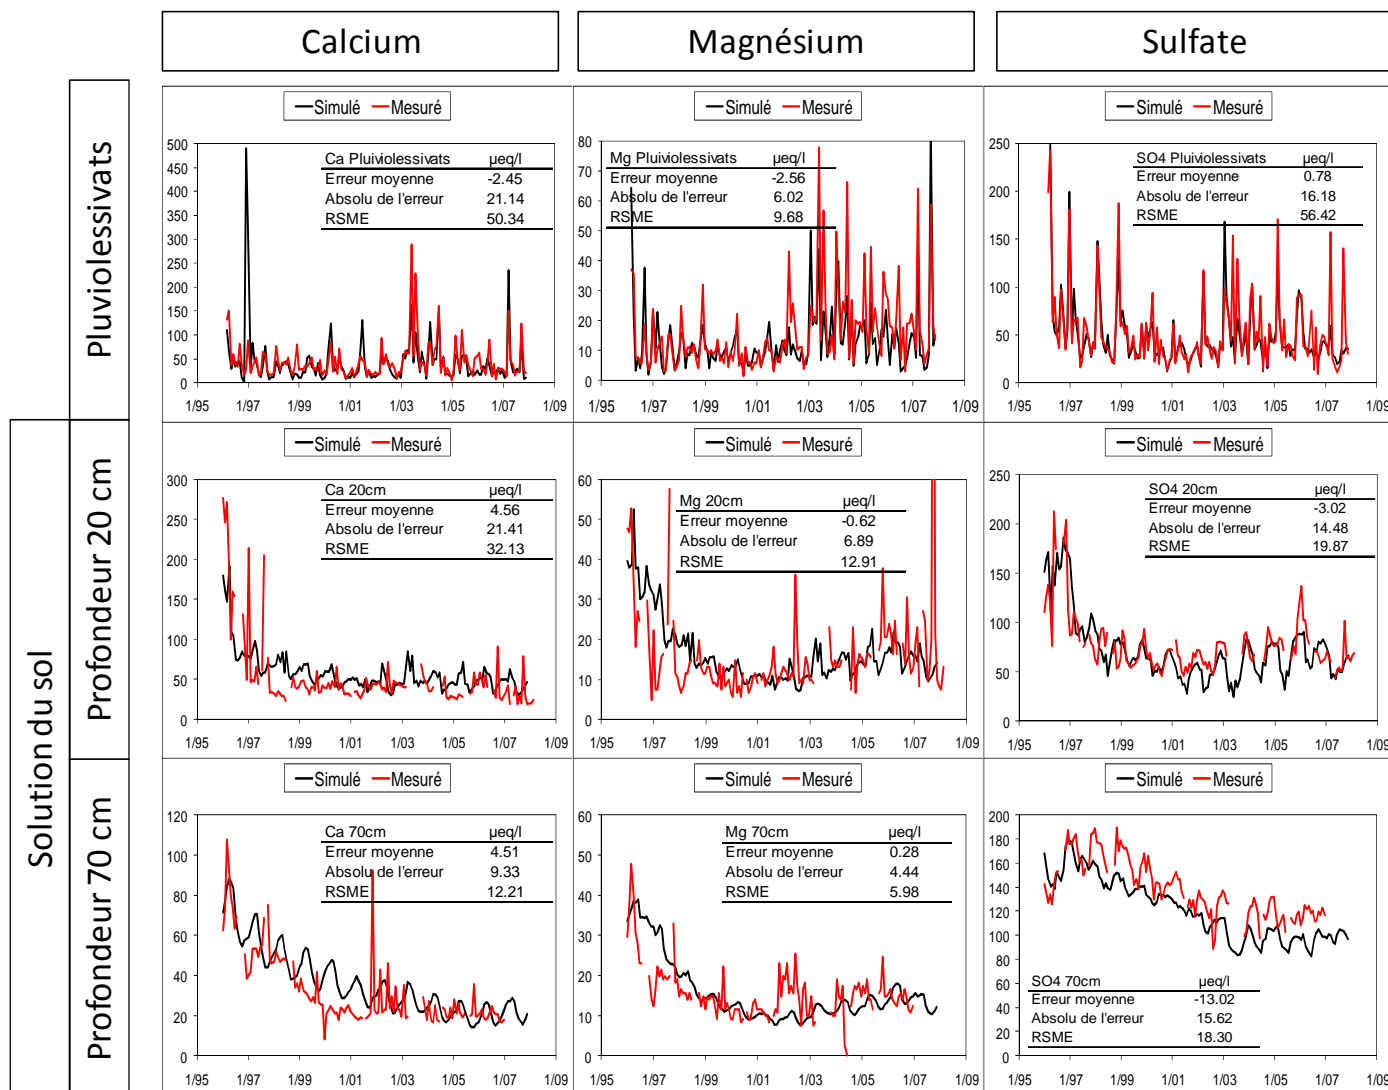 Calcium
Magnésium
Sulfate
Pluviolessivats
Solution du sol
Profondeur 20 cm
Profondeur 70 cm
Simulé Mesuré
Ca Pluiviolessivats µeq/l
Erreur moyenne -2.45
Absolu de l'erreur 21.14
RSME 50.34
500
450
400
350
300
250
200
150
100
50
0
1/95 1/97 1/99 1/01 1/03 1/05 1/07 1/09
Simulé Mesuré
Mg Pluiviolessivats µeq/l
Erreur moyenne -2.56
Absolu de l'erreur 6.02
RSME 9.68
80
70
60
50
40
30
20
10
0
1/95 1/97 1/99 1/01 1/03 1/05 1/07 1/09
Simulé Mesuré
SO4 Pluiviolessivats µeq/l
Erreur moyenne 0.78
Absolu de l'erreur 16.18
RSME 56.42
250
200
150
100
50
0
1/95 1/97 1/99 1/01 1/03 1/05 1/07 1/09
Simulé Mesuré
Ca 20cm µeq/l
Erreur moyenne 4.56
Absolu de l'erreur 21.41
RSME 32.13
300
250
200
150
100
50
0
1/95 1/97 1/99 1/01 1/03 1/05 1/07 1/09
Simulé Mesuré
Mg 20cm µeq/l
Erreur moyenne -0.62
Absolu de l'erreur 6.89
RSME 12.91
60
50
40
30
20
10
0
1/95 1/97 1/99 1/01 1/03 1/05 1/07 1/09
Simulé Mesuré
SO4 20cm µeq/l
Erreur moyenne -3.02
Absolu de l'erreur 14.48
RSME 19.87
250
200
150
100
50
0
1/95 1/97 1/99 1/01 1/03 1/05 1/07 1/09
Simulé Mesuré
Ca 70cm µeq/l
Erreur moyenne 4.51
Absolu de l'erreur 9.33
RSME 12.21
120
100
80
60
40
20
0
1/95 1/97 1/99 1/01 1/03 1/05 1/07 1/09
Simulé Mesuré
Mg 70cm µeq/l
Erreur moyenne 0.28
Absolu de l'erreur 4.44
RSME 5.98
60
50
40
30
20
10
0
1/95 1/97 1/99 1/01 1/03 1/05 1/07 1/09
Simulé Mesuré
200
180
160
140
120
100
80
60
40
20
0
SO4 70cm µeq/l
Erreur moyenne -13.02
Absolu de l'erreur 15.62
RSME 18.30
1/95 1/97 1/99 1/01 1/03 1/05 1/07 1/09